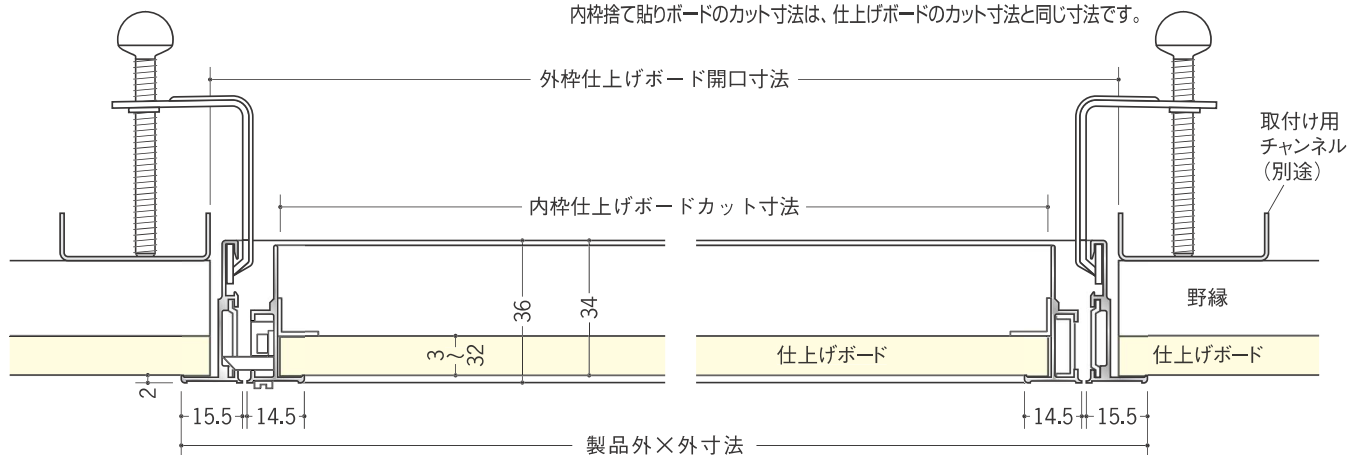 内枠捨て貼りボードのカット寸法は、仕上げボードのカット寸法と同じ寸法です。
外枠仕上げボード開口寸法
取付け用
チャンネル
(別途)
内枠仕上げボードカット寸法
36
34
野縁
3~32
仕上げボード
仕上げボード
2
15.5
14.5
14.5
15.5
製品外×外寸法